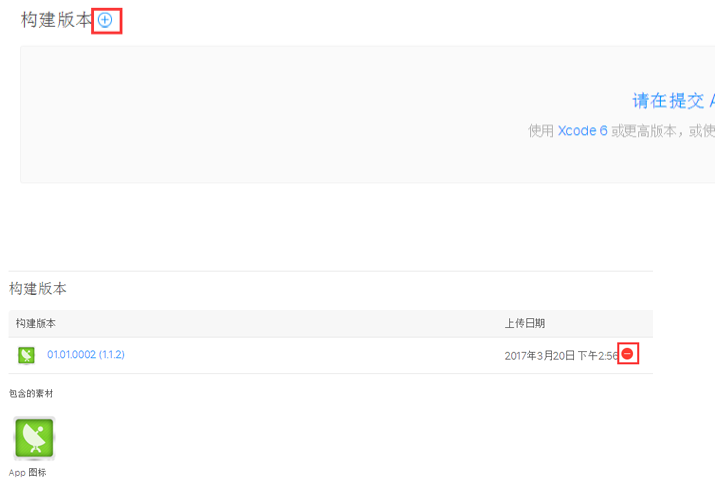 构建版本
请在提交 A
使用 Xcode 6 或更高版本，或使
构建版本
构建版本 上传日期
01.01.0002 (1.1.2) 2017年3月20日 下午2:56
包含的素材
App 图标